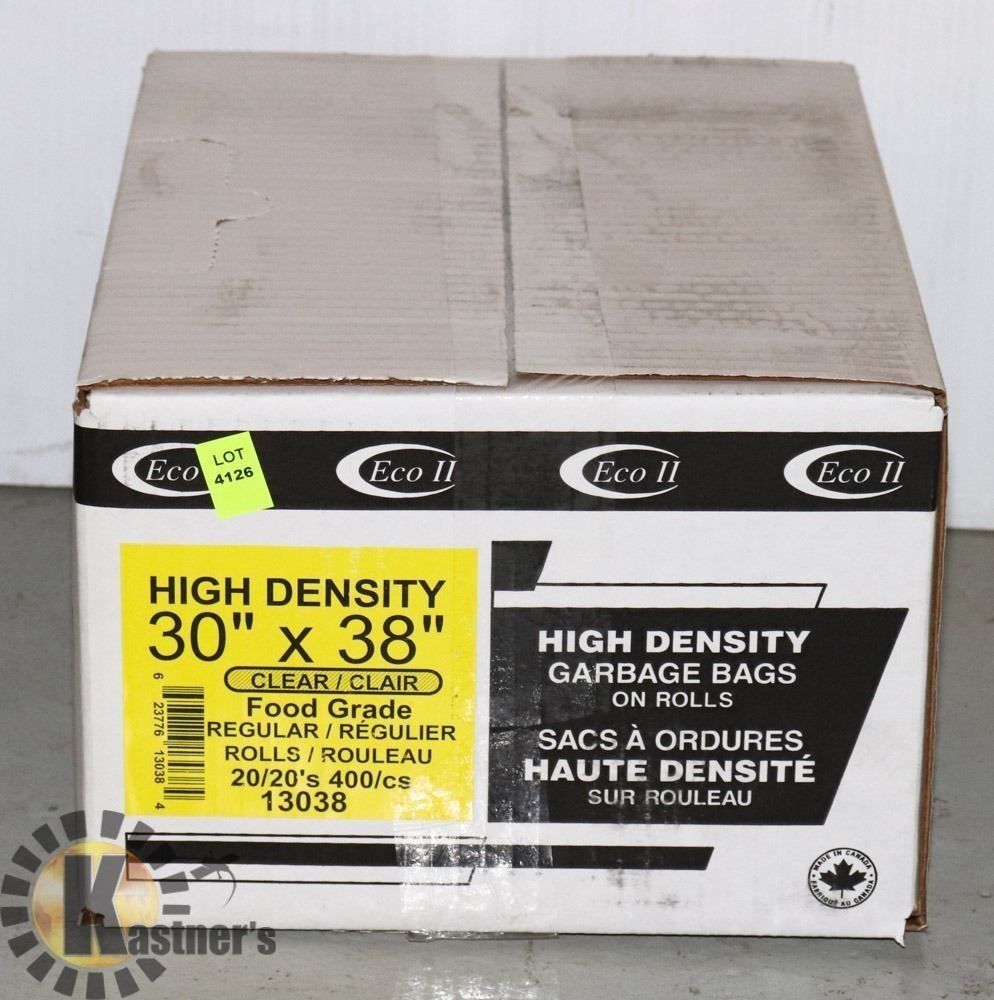 Eco
LOT
4126
Eco II
Eco II
Eco II
HIGH DENSITY
30" x 38"
CLEAR / CLAIR
Food Grade
REGULAR / RÉGULIER
ROLLS / ROULEAU
20/20's 400/cs
13038
6 23776 13038 4
HIGH DENSITY
GARBAGE BAGS
ON ROLLS
SACS À ORDURES
HAUTE DENSITÉ
SUR ROULEAU
MADE IN CANADA
FABRIQUÉ AU CANADA
Kastner's